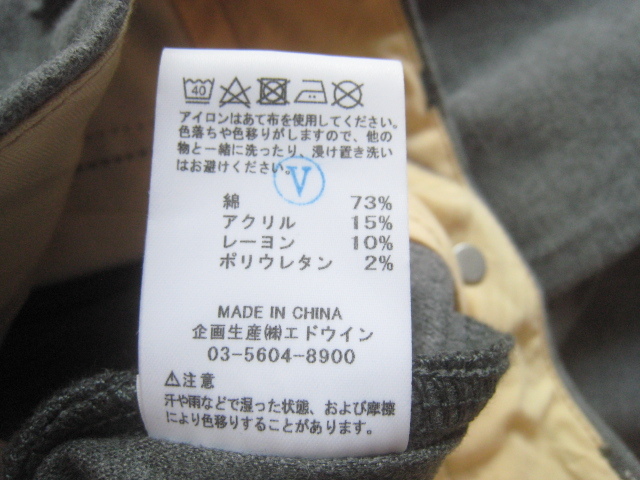 40
アイロンはあて布を使用してください。
色落ちや色移りがしますので、他の
物と一緒に洗ったり、浸け置き洗い
はお避けください。
V
綿 73%
アクリル 15%
レーヨン 10%
ポリウレタン 2%
MADE IN CHINA
企画生産㈱エドウイン
03-5604-8900
⚠注意
汗や雨などで湿った状態、および摩擦
により色移りすることがあります。